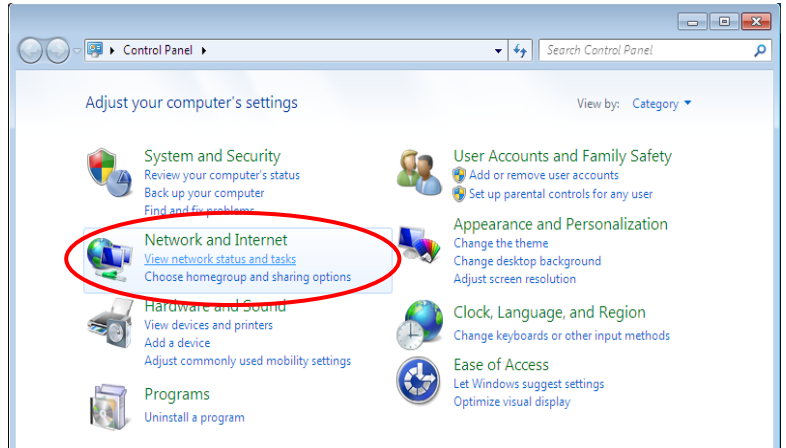 Control Panel
Search Control Panel
Adjust your computer's settings
View by: Category
System and Security
Review your computer's status
Back up your computer
Find and fix problems
Network and Internet
View network status and tasks
Choose homegroup and sharing options
Hardware and Sound
View devices and printers
Add a device
Adjust commonly used mobility settings
Programs
Uninstall a program
User Accounts and Family Safety
Add or remove user accounts
Set up parental controls for any user
Appearance and Personalization
Change the theme
Change desktop background
Adjust screen resolution
Clock, Language, and Region
Change keyboards or other input methods
Ease of Access
Let Windows suggest settings
Optimize visual display